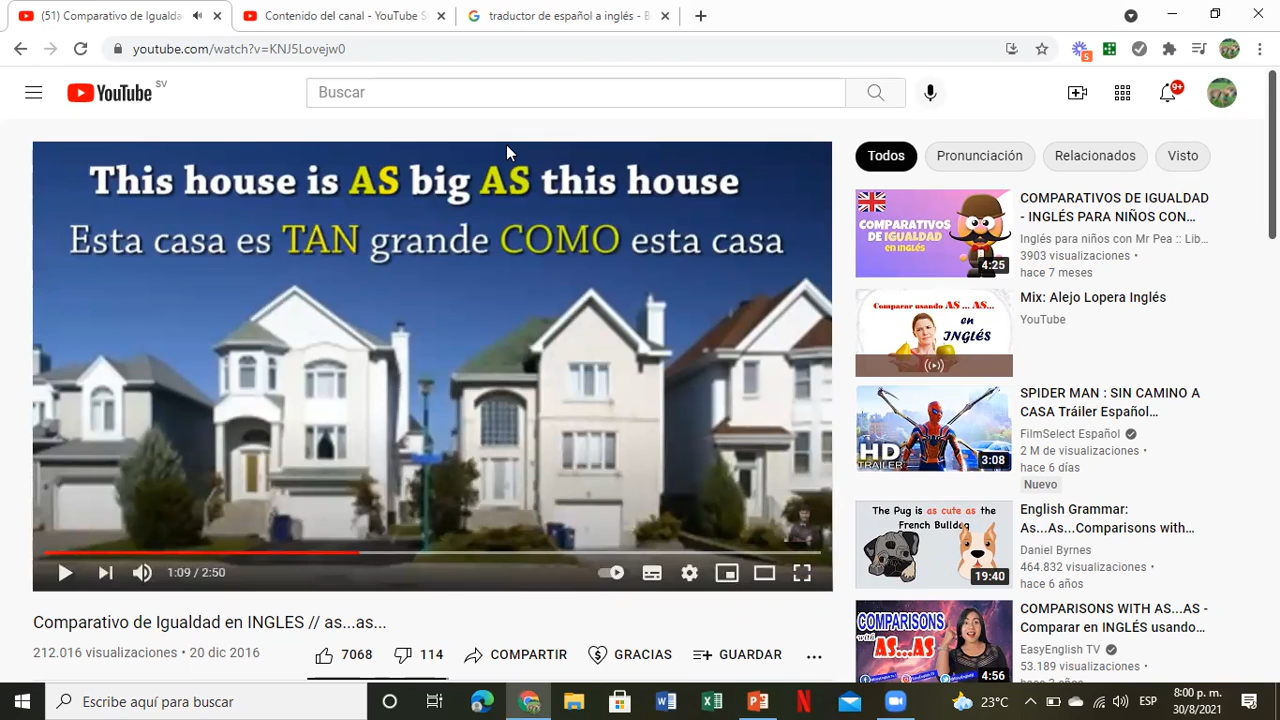 (51) Comparativo de Igualda
Contenido del canal - YouTube S
traductor de español a inglés - B
youtube.com/watch?v=KNJ5Lovejw0
5
YouTube SV
Buscar
9+
This house is AS big AS this house
Esta casa es TAN grande COMO esta casa
1:09 / 2:50
Comparativo de Igualdad en INGLES // as...as...
212.016 visualizaciones • 21 dic 2016
7068
114
COMPARTIR
GRACIAS
GUARDAR
Todos
Pronunciación
Relacionados
Visto
COMPARATIVOS
DE IGUALDAD
EN INGLÉS
4:25
COMPARATIVOS DE IGUALDAD
- INGLÉS PARA NIÑOS CON...
Inglés para niños con Mr Pea :: Lib...
3903 visualizaciones •
hace 7 meses
Comparar usando AS ... AS...
en
INGLÉS
Mix: Alejo Lopera Inglés
YouTube
HD
TRAILER
3:08
SPIDER MAN : SIN CAMINO A
CASA Tráiler Español...
FilmSelect Español
2 M de visualizaciones •
hace 6 días
Nuevo
The Pug is as cute as the
French Bulldog
19:40
English Grammar:
As...As...Comparisons with...
Daniel Byrnes
464.832 visualizaciones •
hace 6 años
COMPARISONS
with
AS...AS
4:56
COMPARISONS WITH AS...AS -
Comparar en INGLÉS usando...
EasyEnglish TV
53.189 visualizaciones •
Escribe aquí para buscar
23°C
ESP
8:00 p. m.
30/8/2021